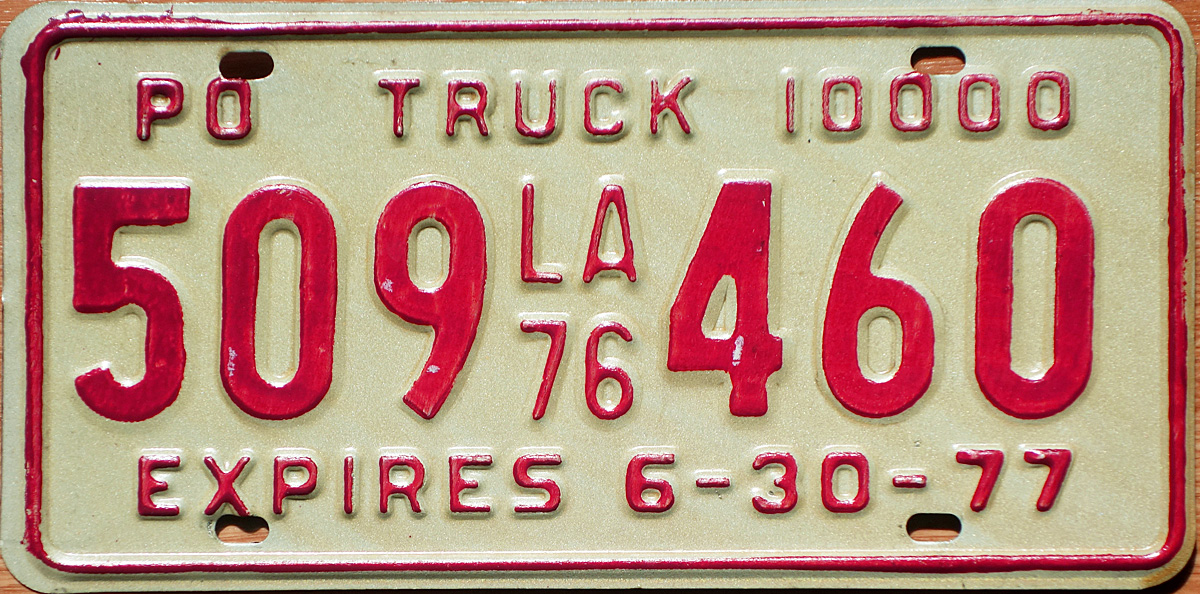 PO TRUCK 10000
509 LA 76 460
EXPIRES 6-30-77